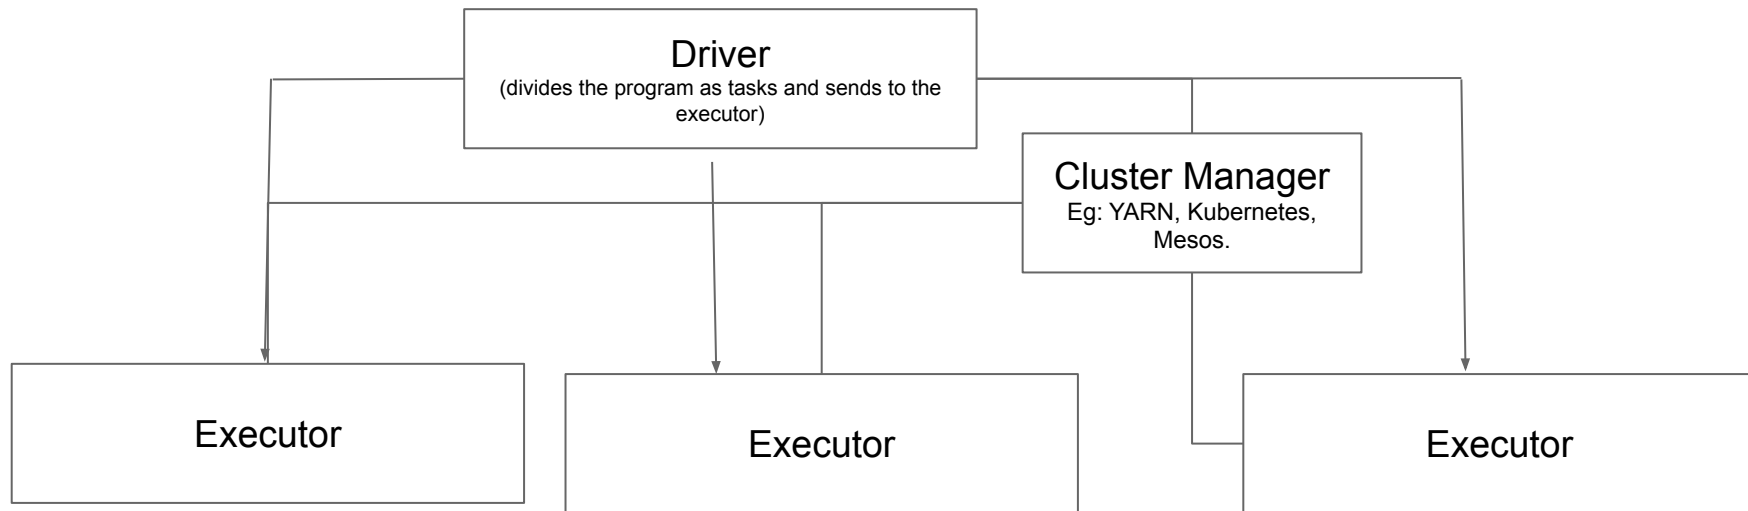 Driver
(divides the program as tasks and sends to the
executor)
Cluster Manager
Eg: YARN, Kubernetes,
Mesos.
Executor
Executor
Executor